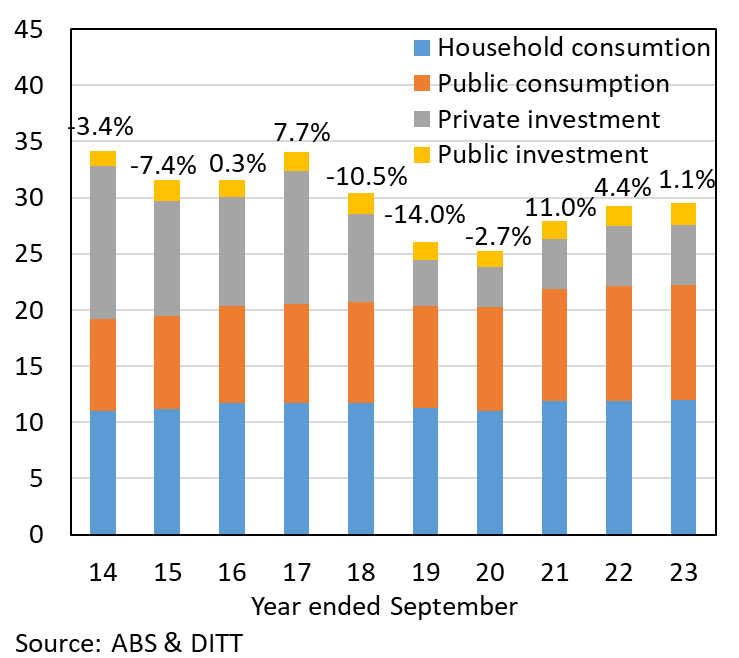 45
40
35
30
25
20
15
10
5
0
Household consumtion
Public consumption
Private investment
Public investment
-3.4%
-7.4%
0.3%
7.7%
-10.5%
-14.0%
-2.7%
11.0%
4.4%
1.1%
14 15 16 17 18 19 20 21 22 23
Year ended September
Source: ABS & DITT